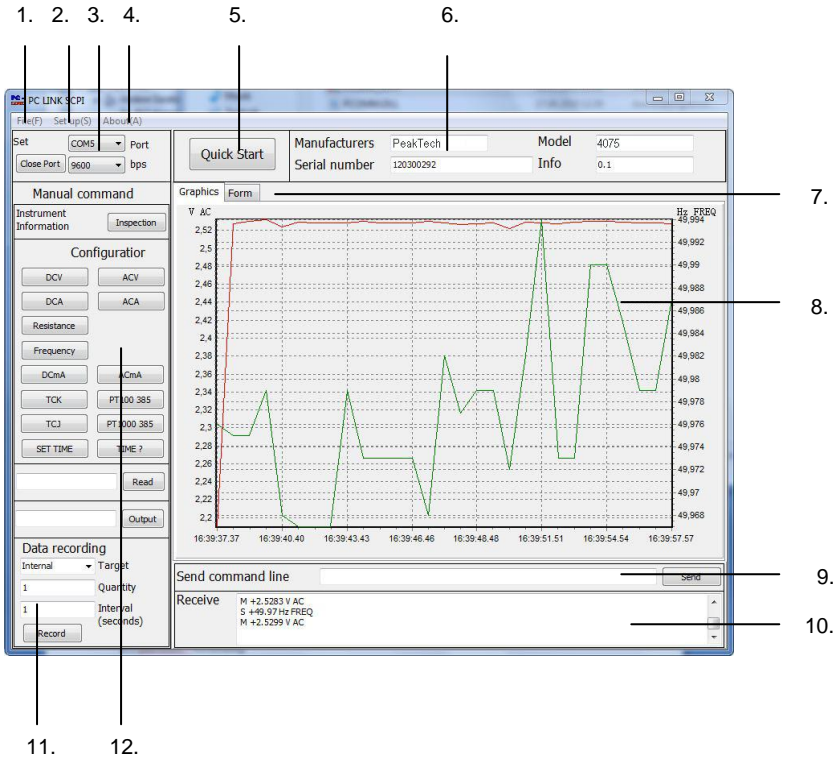 1. 2. 3. 4. 5. 6.
PC LINK SCPI
File(F) Setup(S) About(A)
Set COM5 Port
Close Port 9600 bps
Quick Start
Manufacturers PeakTech Model 4075
Serial number 120300292 Info 0.1
Manual command
Instrument
Information Inspection
Configuratior
DCV ACV
DCA ACA
Resistance
Frequency
DCmA ACmA
TCK PT100 385
TCJ PT1000 385
SET TIME TIME ?
Read
Output
Data recording
Internal Target
1 Quantity
1 Interval
(seconds)
Record
Graphics Form
7.
V AC Hz FREQ
2,52
2,5
2,48
2,46
2,44
2,42
2,4
2,38
2,36
2,34
2,32
2,3
2,28
2,26
2,24
2,22
2,2
49,994
49,992
49,99
49,988
49,986
49,984
49,982
49,98
49,978
49,976
49,974
49,972
49,97
49,968
8.
16:39:37.37 16:39:40.40 16:39:43.43 16:39:46.46 16:39:48.48 16:39:51.51 16:39:54.54 16:39:57.57
Send command line Send
9.
Receive M +2.5283 V AC
S +49.97 Hz FREQ
M +2.5299 V AC
10.
11. 12.